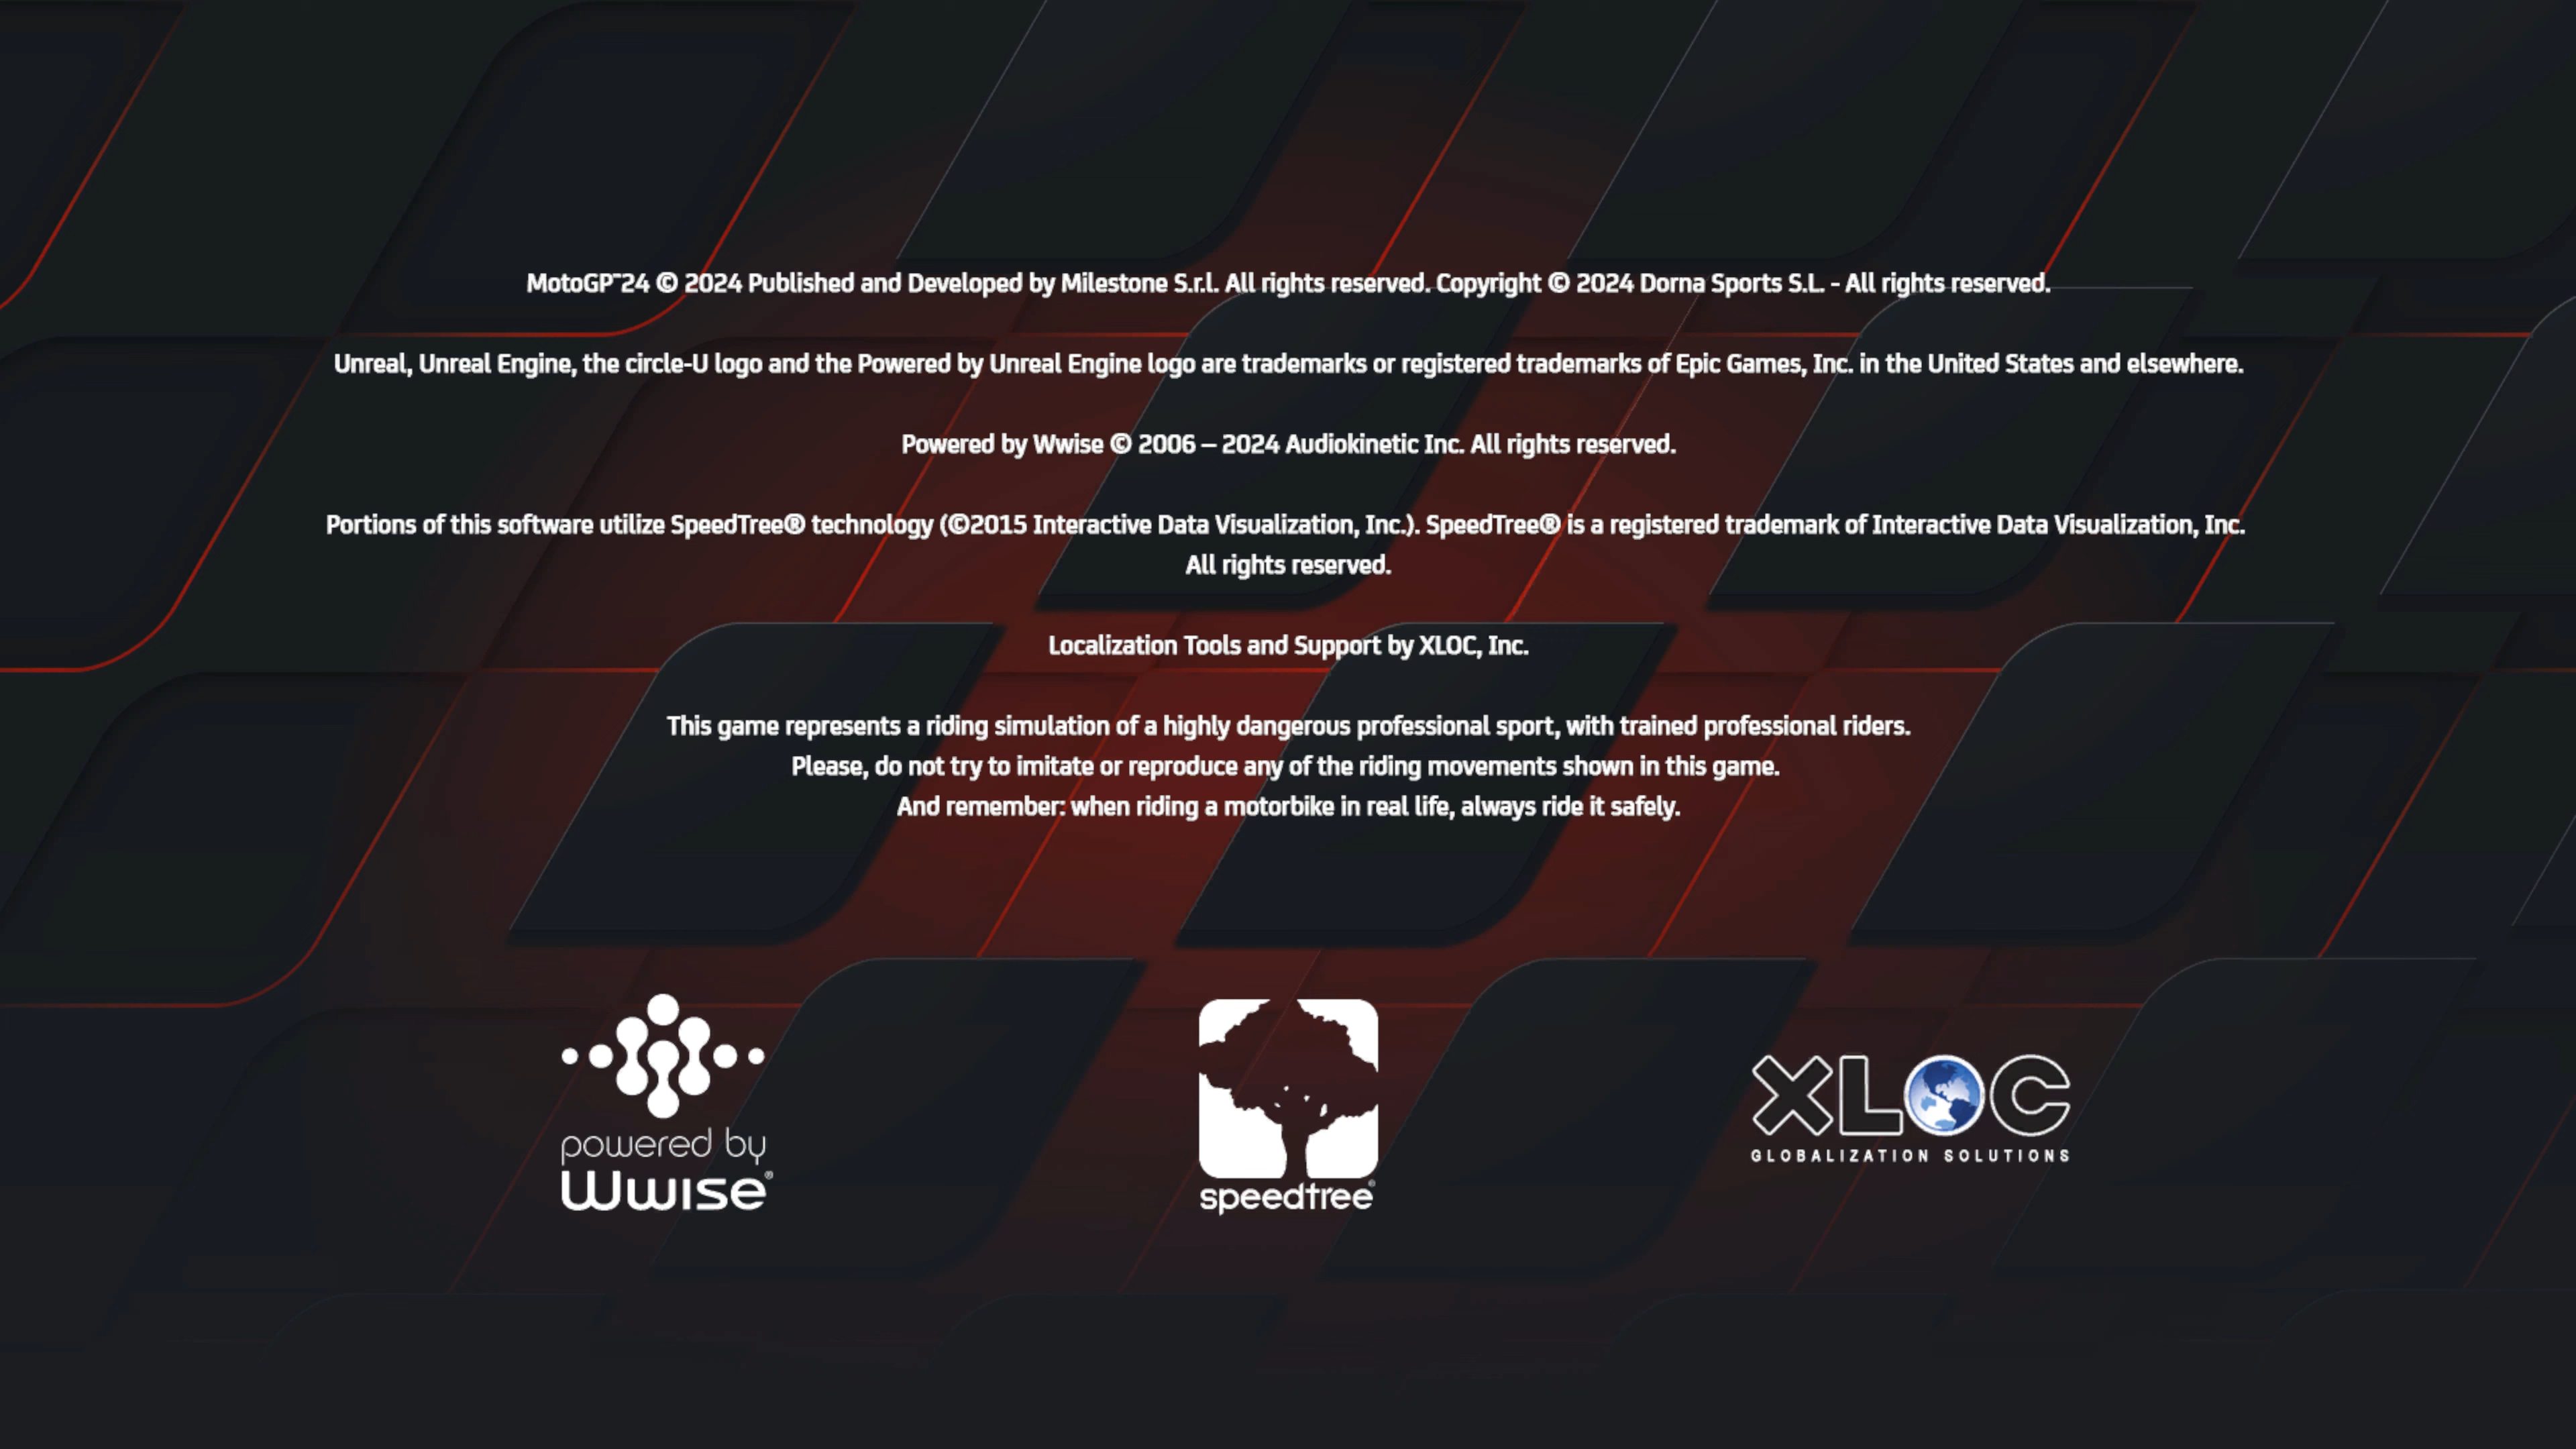 MotoGP™24 © 2024 Published and Developed by Milestone S.r.l. All rights reserved. Copyright © 2024 Dorna Sports S.L. - All rights reserved.
Unreal, Unreal Engine, the circle-U logo and the Powered by Unreal Engine logo are trademarks or registered trademarks of Epic Games, Inc. in the United States and elsewhere.
Powered by Wwise © 2006 – 2024 Audiokinetic Inc. All rights reserved.
Portions of this software utilize SpeedTree® technology (©2015 Interactive Data Visualization, Inc.). SpeedTree® is a registered trademark of Interactive Data Visualization, Inc.
All rights reserved.
Localization Tools and Support by XLOC, Inc.
This game represents a riding simulation of a highly dangerous professional sport, with trained professional riders.
Please, do not try to imitate or reproduce any of the riding movements shown in this game.
And remember: when riding a motorbike in real life, always ride it safely.
powered by
Wwise®
speedtree®
XLOC
GLOBALIZATION SOLUTIONS